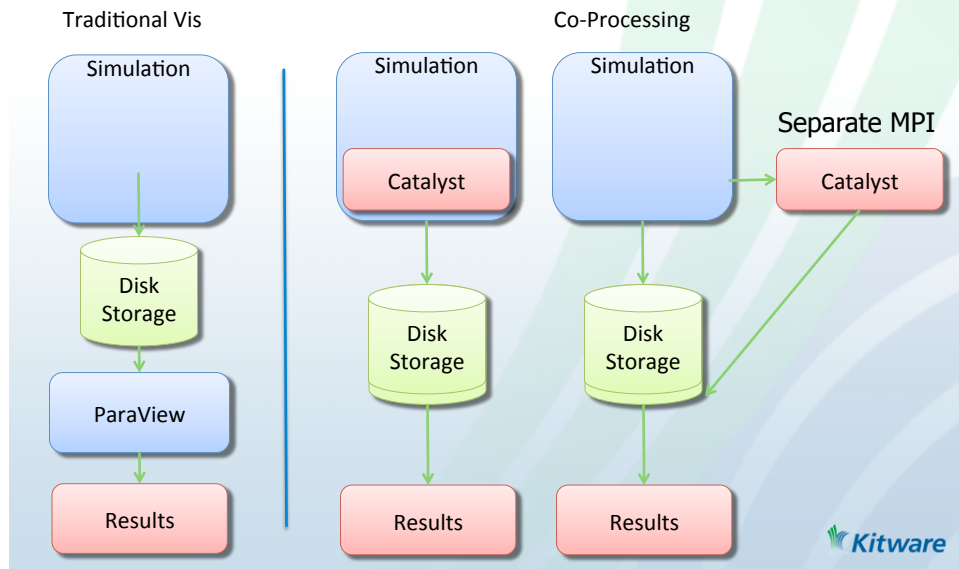 Traditional Vis
Simulation
Disk
Storage
ParaView
Results
Co-Processing
Simulation
Catalyst
Disk
Storage
Results
Simulation
Separate MPI
Catalyst
Disk
Storage
Results
Kitware